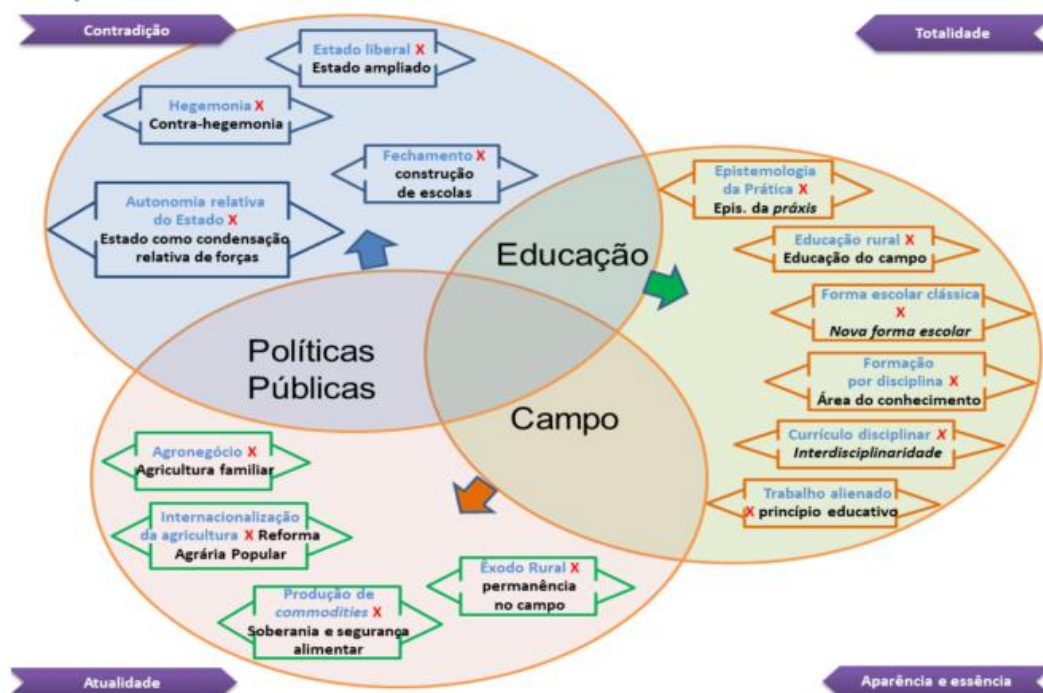 Contradição
Totalidade
Estado liberal X
Estado ampliado
Hegemonia X
Contra-hegemonia
Fechamento X
construção
de escolas
Autonomia relativa
do Estado X
Estado como condensação
relativa de forças
Epistemologia
da Prática X
Epis. da práxis
Educação rural X
Educação do campo
Forma escolar clássica
X
Nova forma escolar
Formação
por disciplina X
Área do conhecimento
Currículo disciplinar X
Interdisciplinaridade
Trabalho alienado
X princípio educativo
Educação
Políticas
Públicas
Campo
Agronegócio X
Agricultura familiar
Internacionalização
da agricultura X Reforma
Agrária Popular
Produção de
commodities X
Soberania e segurança
alimentar
Êxodo Rural X
permanência
no campo
Atualidade
Aparência e essência